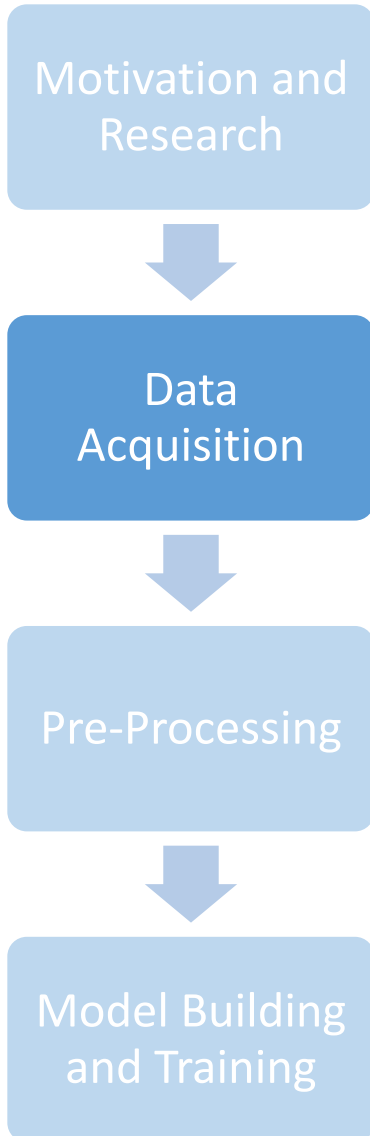 Motivation and
Research
Data
Acquisition
Pre-Processing
Model Building
and Training